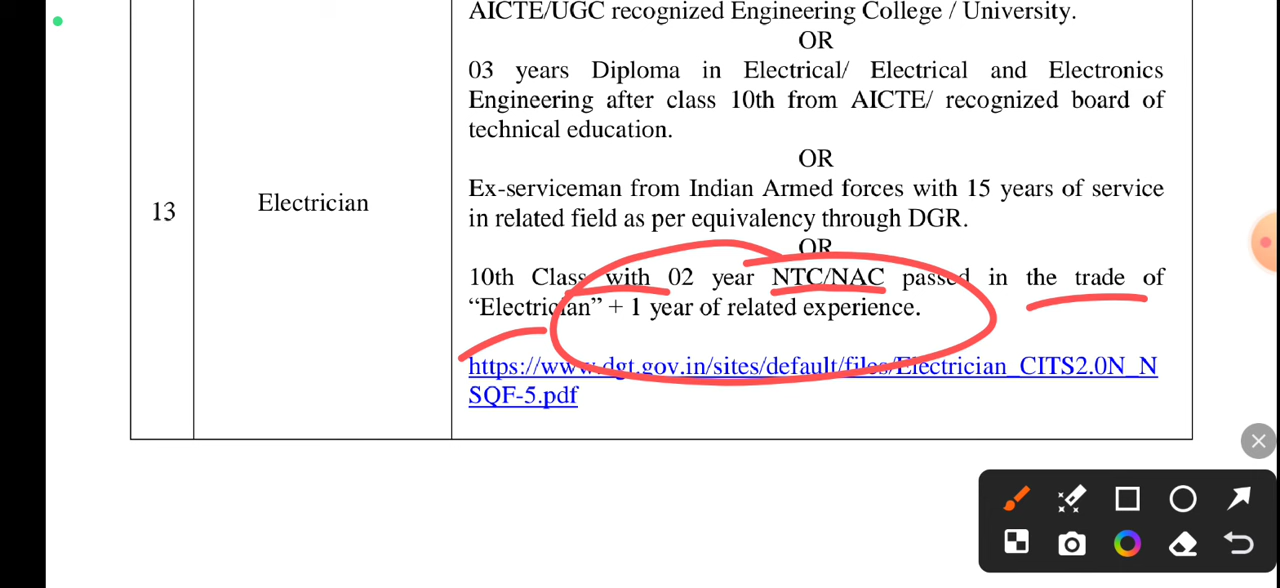 AICTE/UGC recognized Engineering College / University.
OR
03 years Diploma in Electrical/ Electrical and Electronics
Engineering after class 10th from AICTE/ recognized board of
technical education.
OR
Ex-serviceman from Indian Armed forces with 15 years of service
13
Electrician
in related field as per equivalency through DGR.
OR
10th Class with 02 year NTC/NAC passed in the trade of
“Electrician” + 1 year of related experience.
https://www.dgt.gov.in/sites/default/files/Electrician_CITS2.0N_N
SQF-5.pdf